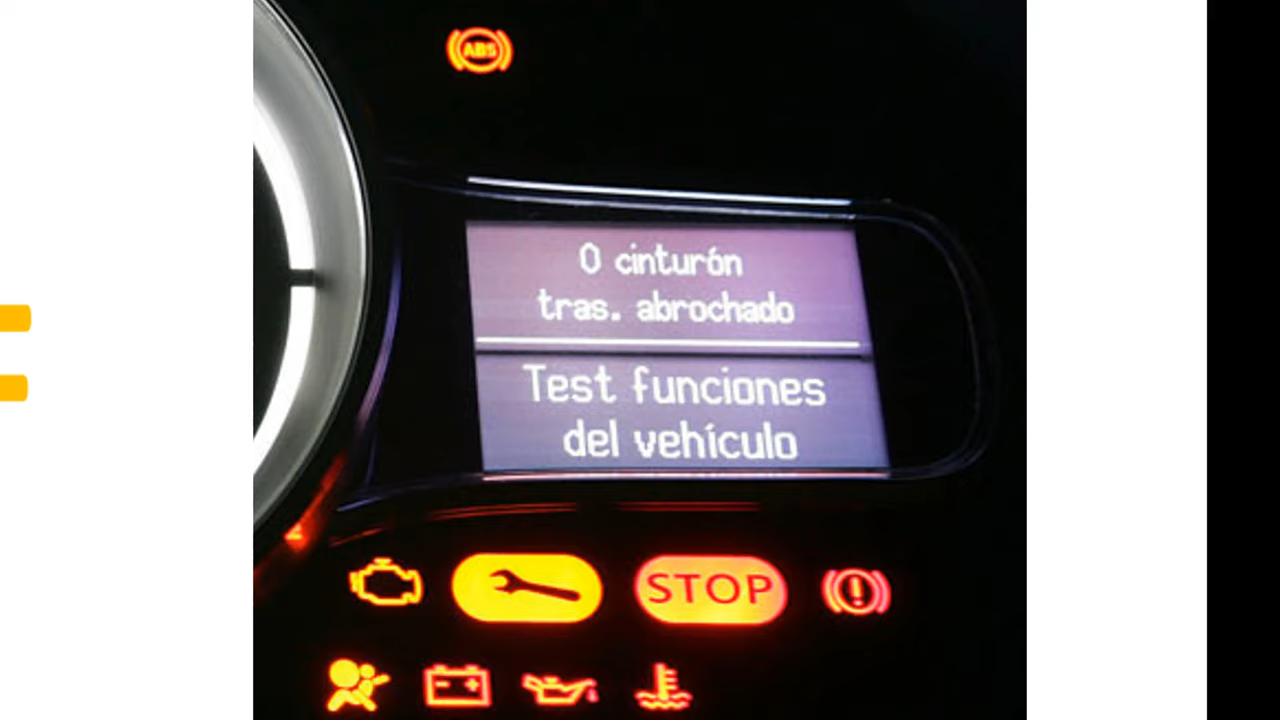 ABS
0 cinturón
tras. abrochado
Test funciones
del vehículo
STOP